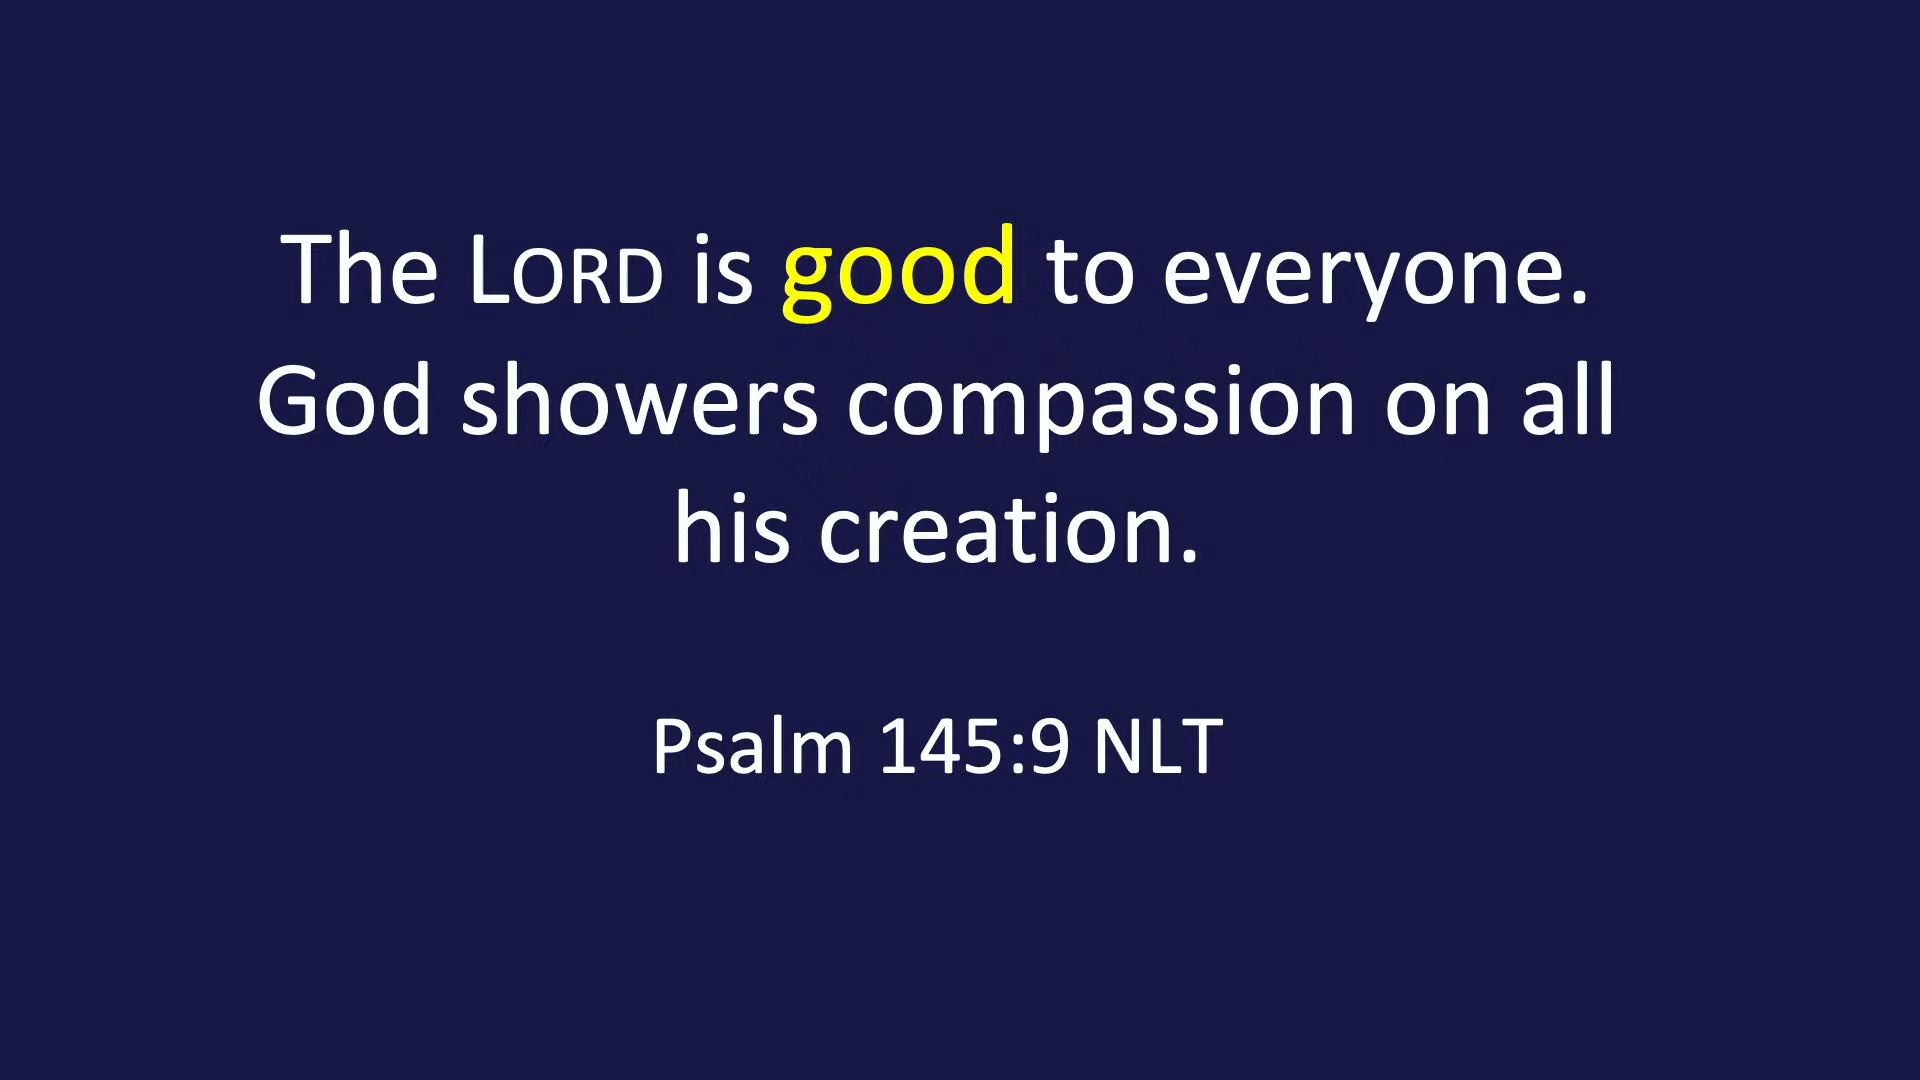 The LORD is good to everyone.
God showers compassion on all
his creation.
Psalm 145:9 NLT